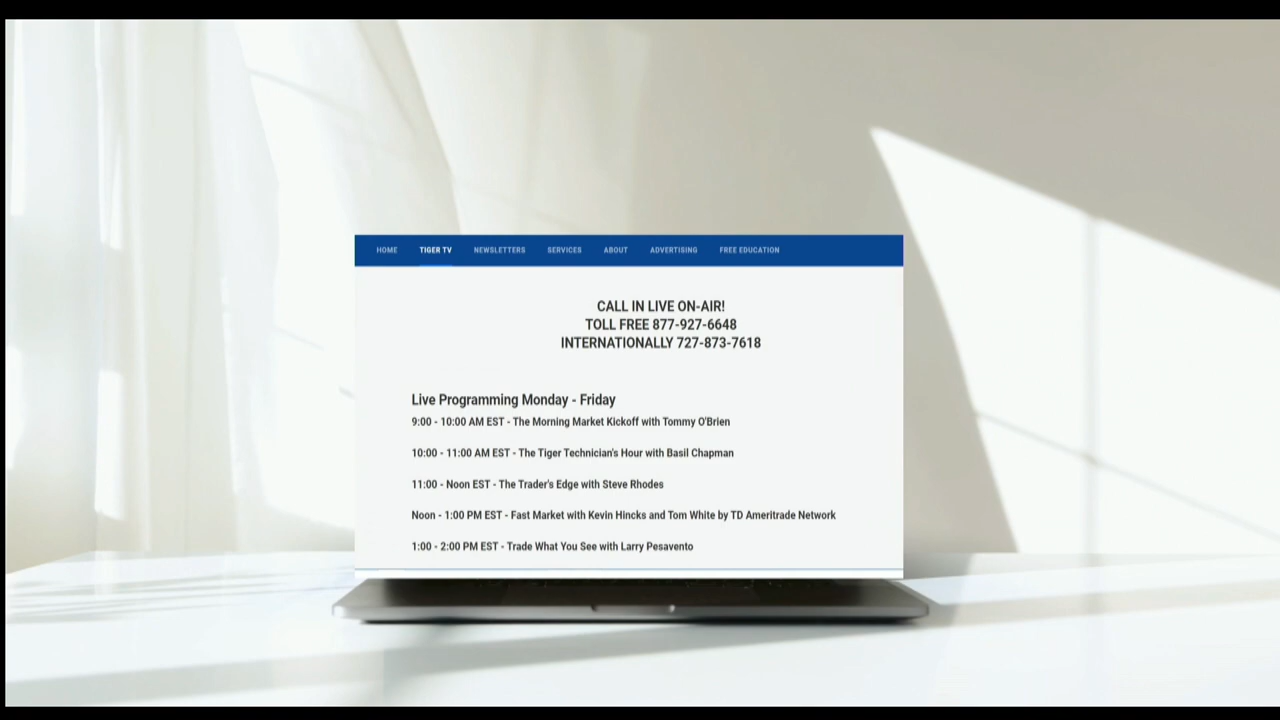 HOME TIGER TV NEWSLETTERS SERVICES ABOUT ADVERTISING FREE EDUCATION
CALL IN LIVE ON-AIR!
TOLL FREE 877-927-6648
INTERNATIONALLY 727-873-7618
Live Programming Monday - Friday
9:00 - 10:00 AM EST - The Morning Market Kickoff with Tommy O'Brien
10:00 - 11:00 AM EST - The Tiger Technician's Hour with Basil Chapman
11:00 - Noon EST - The Trader's Edge with Steve Rhodes
Noon - 1:00 PM EST - Fast Market with Kevin Hincks and Tom White by TD Ameritrade Network
1:00 - 2:00 PM EST - Trade What You See with Larry Pesavento